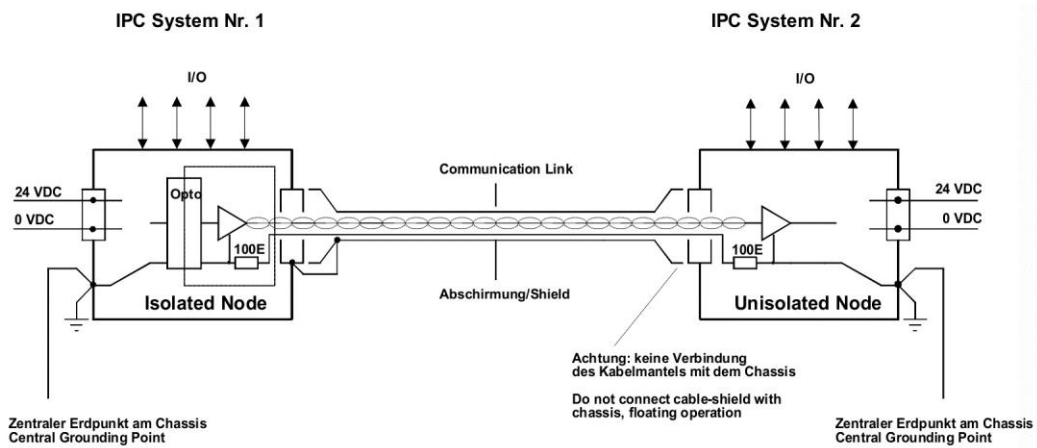 IPC System Nr. 1
IPC System Nr. 2
I/O
I/O
Communication Link
24 VDC
Opto
24 VDC
0 VDC
0 VDC
100E
100E
Isolated Node
Abschirmung/Shield
Unisolated Node
Achtung: keine Verbindung
des Kabelmantels mit dem Chassis
Do not connect cable-shield with
chassis, floating operation
Zentraler Erdpunkt am Chassis
Central Grounding Point
Zentraler Erdpunkt am Chassis
Central Grounding Point